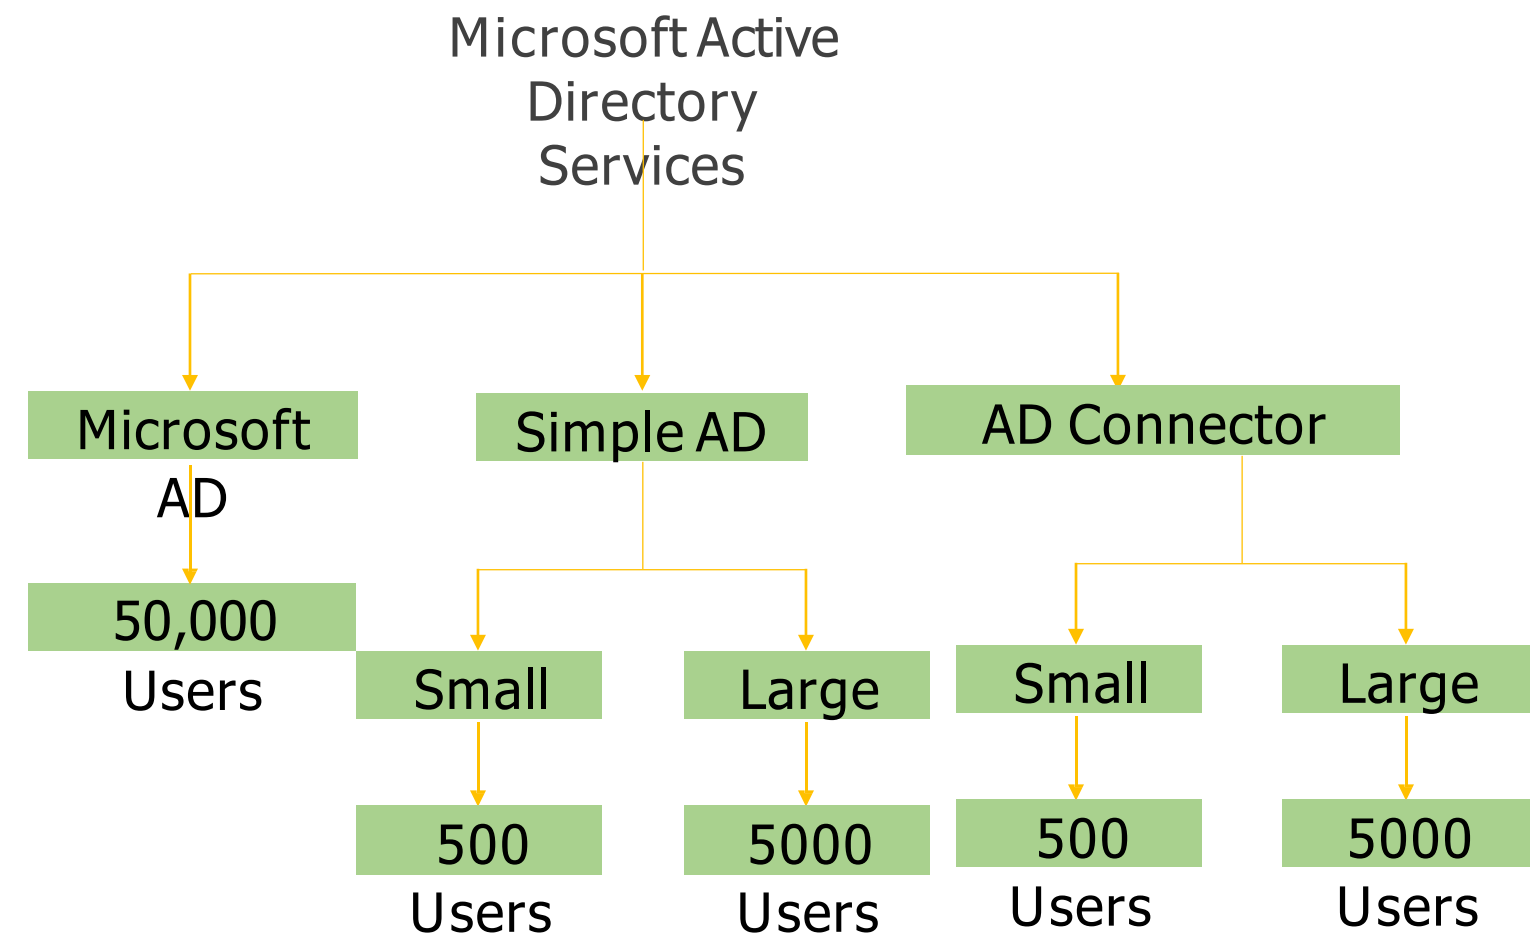 Microsoft Active
Directory
Services
Microsoft
AD
Simple AD
AD Connector
50,000
Users
Small
Large
Small
Large
500
Users
5000
Users
500
Users
5000
Users